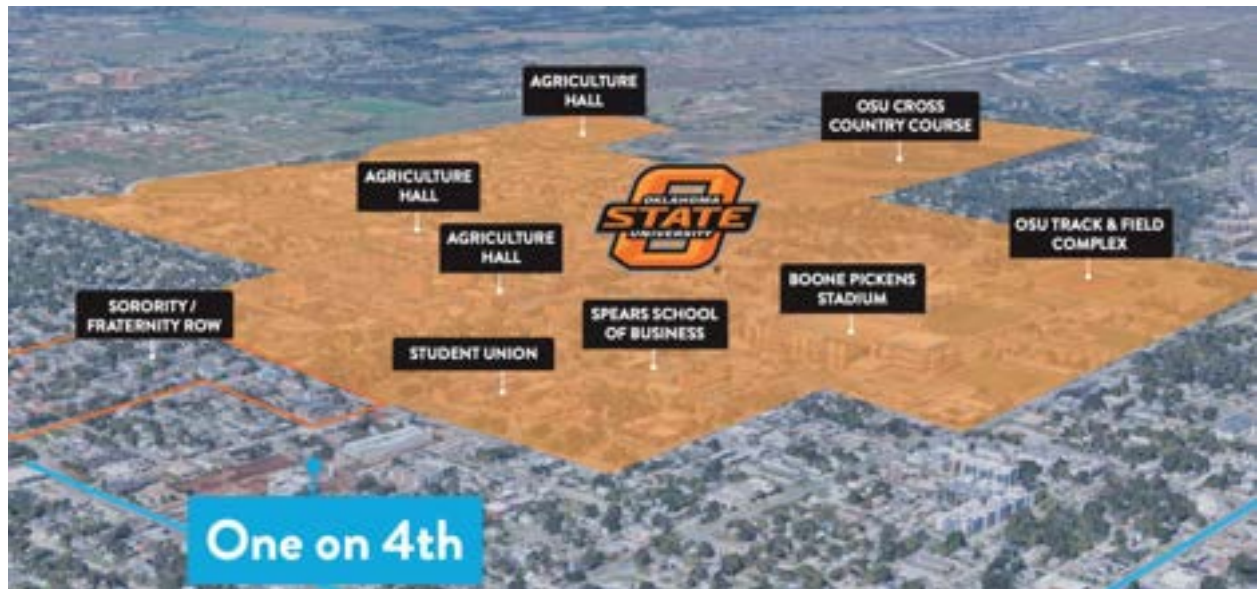 AGRICULTURE
HALL
OSU CROSS
COUNTRY COURSE
AGRICULTURE
HALL
OKLAHOMA
STATE
UNIVERSITY
AGRICULTURE
HALL
OSU TRACK & FIELD
COMPLEX
BOONE PICKENS
STADIUM
SORORITY /
FRATERNITY ROW
SPEARS SCHOOL
OF BUSINESS
STUDENT UNION
One on 4th